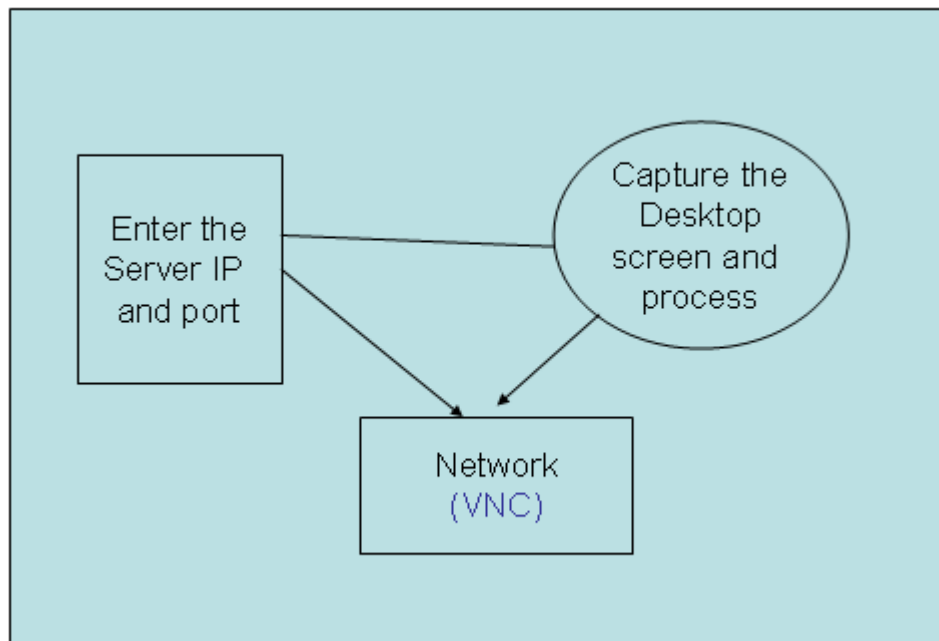 Enter the
Server IP
and port
Capture the
Desktop
screen and
process
Network
(VNC)